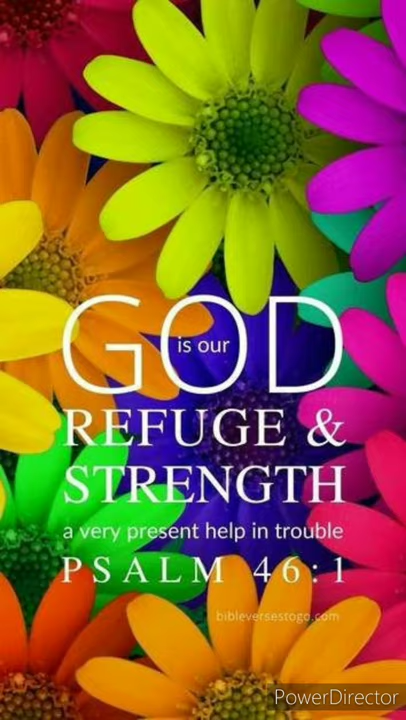 GOD
is our
REFUGE &
STRENGTH
a very present help in trouble
PSALM 46:1
bibleversestogo.com
PowerDirector